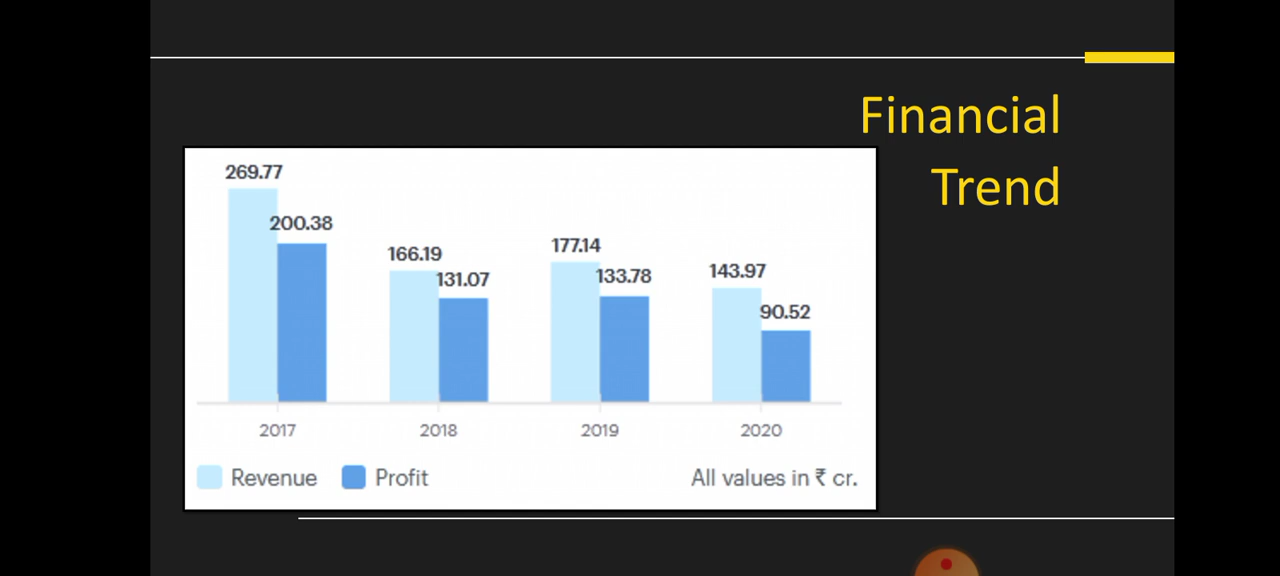 Financial
Trend
269.77
200.38
166.19
131.07
177.14
133.78
143.97
90.52
2017 2018 2019 2020
Revenue Profit All values in ₹ cr.